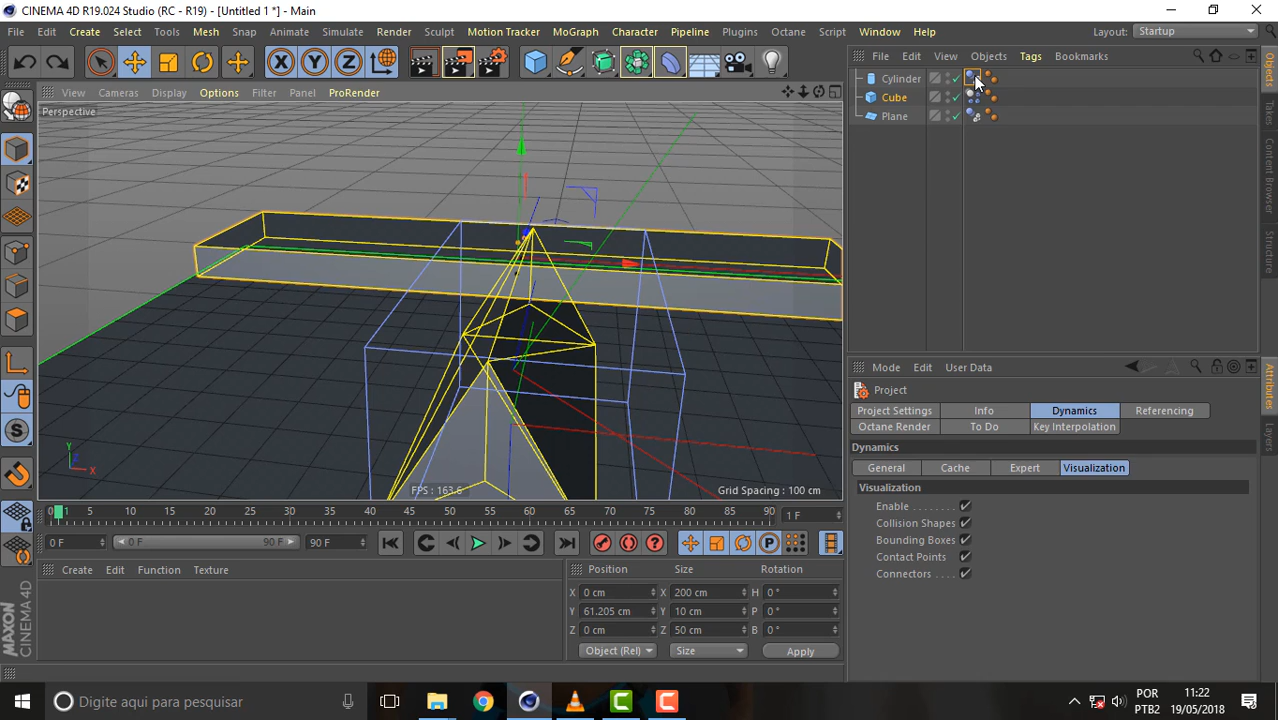 CINEMA 4D R19.024 Studio (RC - R19) - [Untitled 1 *] - Main
File Edit Create Select Tools Mesh Snap Animate Simulate Render Sculpt Motion Tracker MoGraph Character Pipeline Plugins Octane Script Window Help Layout: Startup
File Edit View Objects Tags Bookmarks
View Cameras Display Options Filter Panel ProRender
Perspective
Cylinder
Cube
Plane
Objects
Takes
Content Browser
Structure
Mode Edit User Data
Project
Project Settings Info Dynamics Referencing
Octane Render To Do Key Interpolation
Dynamics
General Cache Expert Visualization
Visualization
Enable
Collision Shapes
Bounding Boxes
Contact Points
Connectors
Attributes
Layers
Y
Z
X
FPS : 163.6
Grid Spacing : 100 cm
0 1 5 10 15 20 25 30 35 40 45 50 55 60 65 70 75 80 85 90 1 F
0 F 0 F 90 F 90 F
Create Edit Function Texture
Position Size Rotation
X 0 cm X 200 cm H 0 °
Y 61.205 cm Y 10 cm P 0 °
Z 0 cm Z 50 cm B 0 °
Object (Rel) Size Apply
MAXON CINEMA 4D
Digite aqui para pesquisar
POR
PTB2
11:22
19/05/2018